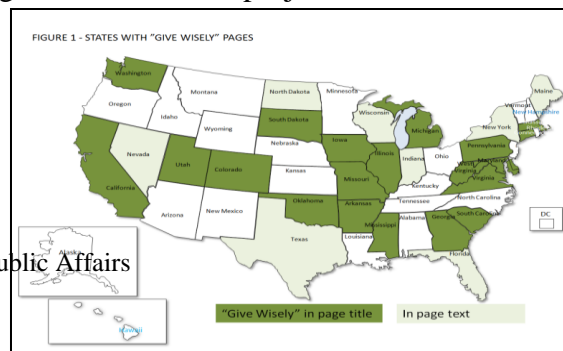 FIGURE 1 - STATES WITH "GIVE WISELY" PAGES
Washington
Montana
North Dakota
Minnesota
Maine
Vermont
New Hampshire
Oregon
Idaho
South Dakota
Wisconsin
Michigan
New York
Wyoming
Iowa
Nebraska
Pennsylvania
Nevada
Utah
Colorado
Illinois
Indiana
Ohio
West
Virginia
Maryland
Virginia
California
Kansas
Missouri
Kentucky
North Carolina
Tennessee
Arizona
New Mexico
Oklahoma
Arkansas
South Carolina
Mississippi
Alabama
Georgia
DC
Texas
Louisiana
Florida
Alaska
ublic Affairs
Hawaii
"Give Wisely" in page title
In page text